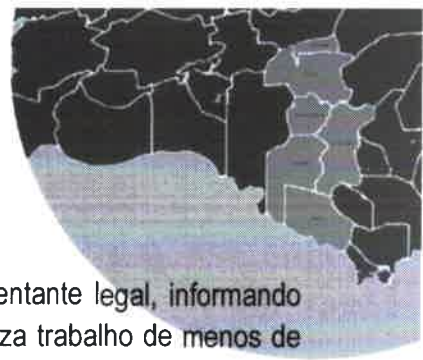 entante legal, informando
za trabalho de menos de